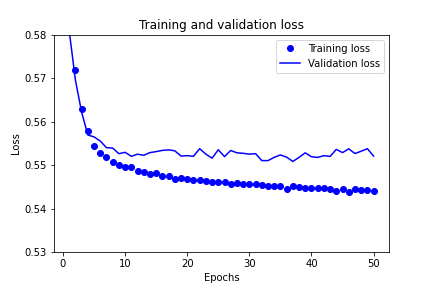 Training and validation loss
Training loss
Validation loss
Loss
0.58
0.57
0.56
0.55
0.54
0.53
0
10
20
30
40
50
Epochs